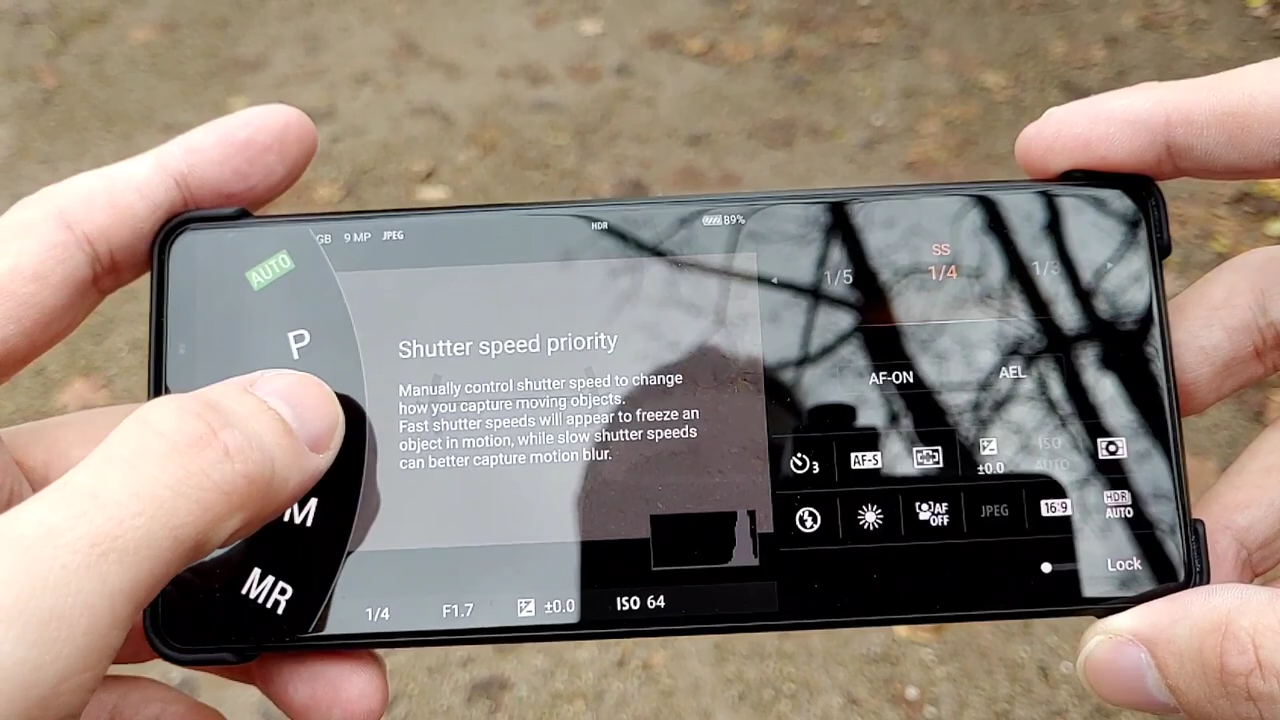 GB 9 MP JPEG HDR 89%
AUTO
P
M
MR
Shutter speed priority
Manually control shutter speed to change
how you capture moving objects.
Fast shutter speeds will appear to freeze an
object in motion, while slow shutter speeds
can better capture motion blur.
1/4 F1.7 ±0.0 ISO 64
SS
1/5 1/4 1/3
AF-ON AEL
3 AF-S ±0.0 ISO AUTO
AF OFF JPEG 16:9 HDR AUTO
Lock